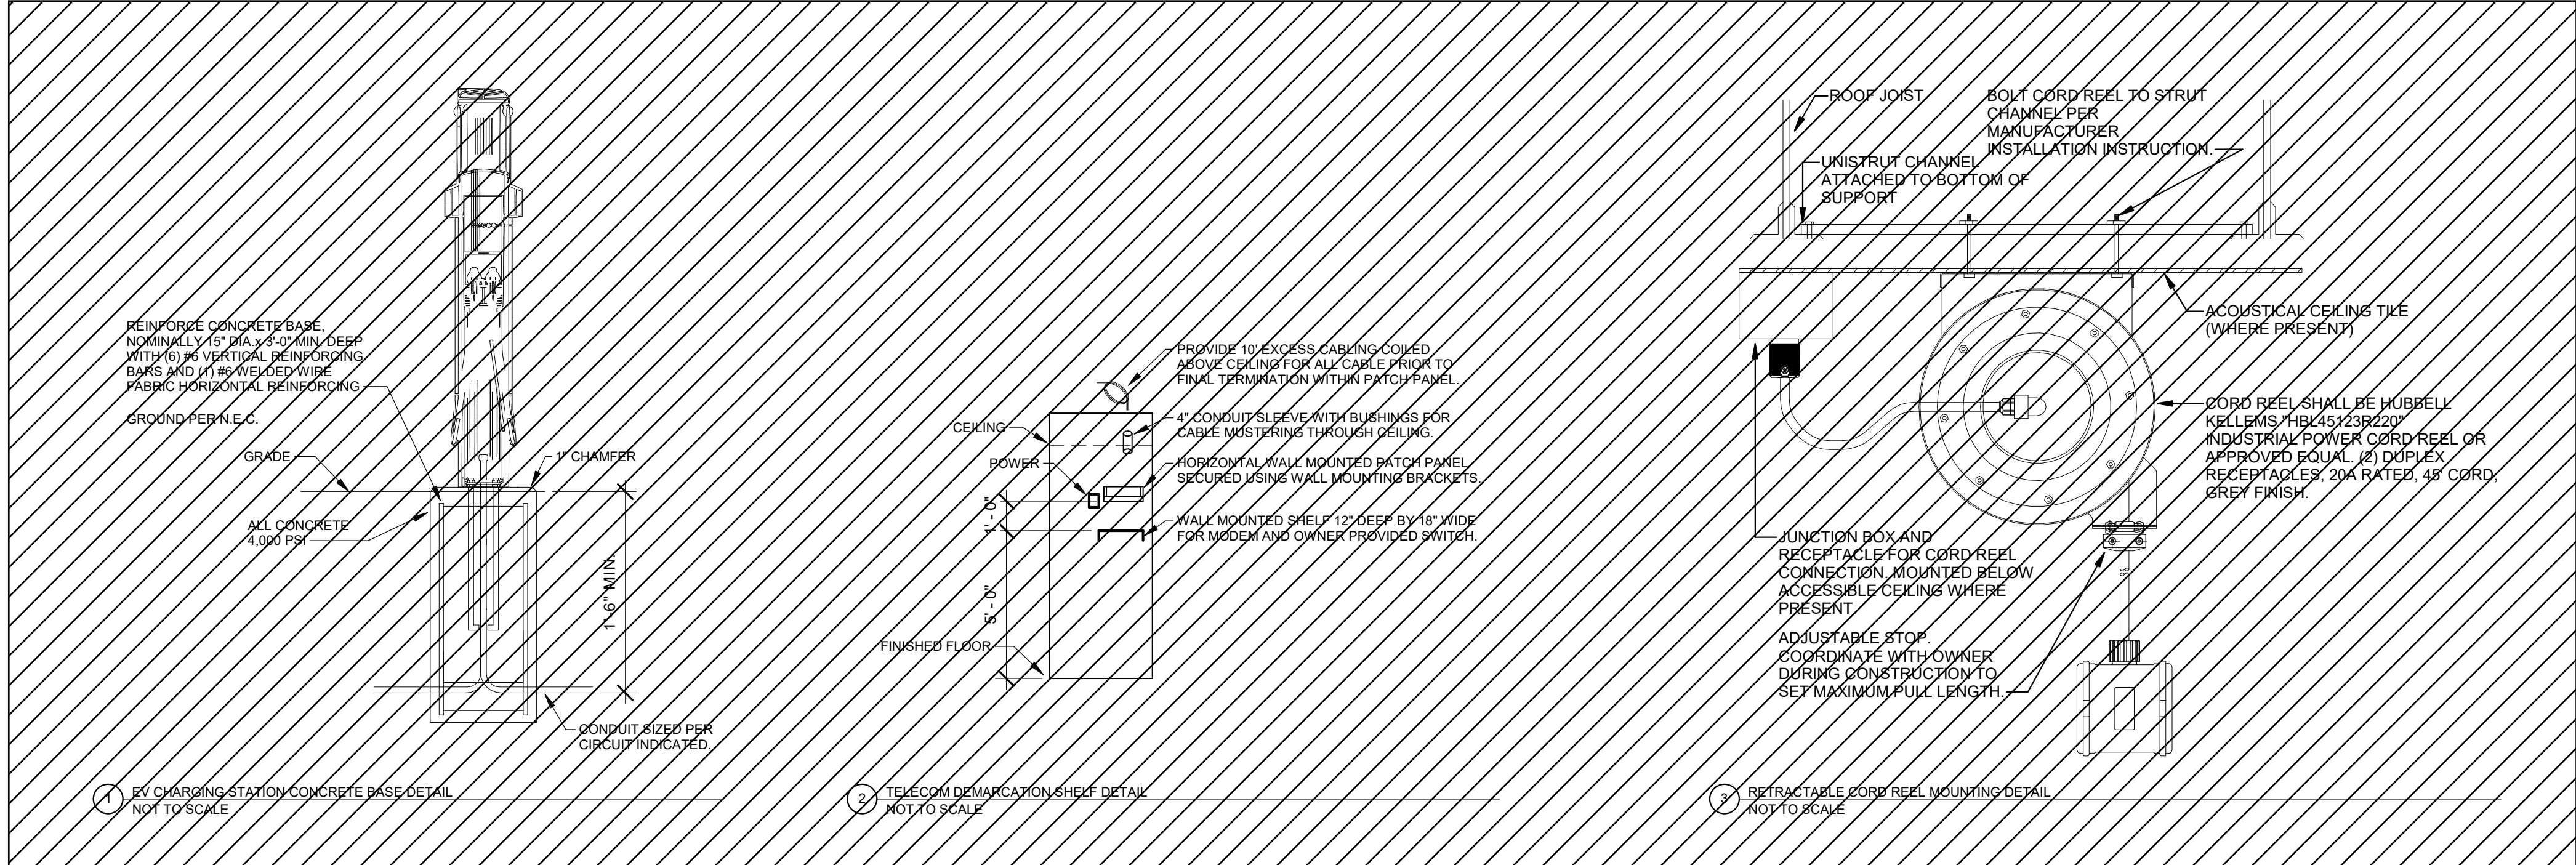 REINFORCE CONCRETE BASE,
NOMINALLY 15" DIA.x 3'-0" MIN. DEEP
WITH (6) #6 VERTICAL REINFORCING
BARS AND (1) #6 WELDED WIRE
FABRIC HORIZONTAL REINFORCING
GROUND PER N.E.C.
GRADE
1" CHAMFER
ALL CONCRETE
4,000 PSI
1'-6" MIN.
CONDUIT SIZED PER
CIRCUIT INDICATED.
1
EV CHARGING STATION CONCRETE BASE DETAIL
NOT TO SCALE
PROVIDE 10' EXCESS CABLING COILED
ABOVE CEILING FOR ALL CABLE PRIOR TO
FINAL TERMINATION WITHIN PATCH PANEL.
4" CONDUIT SLEEVE WITH BUSHINGS FOR
CABLE MUSTERING THROUGH CEILING.
CEILING
POWER
HORIZONTAL WALL MOUNTED PATCH PANEL
SECURED USING WALL MOUNTING BRACKETS.
1' - 0"
WALL MOUNTED SHELF 12" DEEP BY 18" WIDE
FOR MODEM AND OWNER PROVIDED SWITCH.
5' - 0"
FINISHED FLOOR
2
TELECOM DEMARCATION SHELF DETAIL
NOT TO SCALE
ROOF JOIST
BOLT CORD REEL TO STRUT
CHANNEL PER
MANUFACTURER
INSTALLATION INSTRUCTION.
UNISTRUT CHANNEL
ATTACHED TO BOTTOM OF
SUPPORT
ACOUSTICAL CEILING TILE
(WHERE PRESENT)
CORD REEL SHALL BE HUBBELL
KELLEMS "HBL45123R220"
INDUSTRIAL POWER CORD REEL OR
APPROVED EQUAL. (2) DUPLEX
RECEPTACLES, 20A RATED, 45' CORD,
GREY FINISH.
JUNCTION BOX AND
RECEPTACLE FOR CORD REEL
CONNECTION. MOUNTED BELOW
ACCESSIBLE CEILING WHERE
PRESENT
ADJUSTABLE STOP.
COORDINATE WITH OWNER
DURING CONSTRUCTION TO
SET MAXIMUM PULL LENGTH.
3
RETRACTABLE CORD REEL MOUNTING DETAIL
NOT TO SCALE